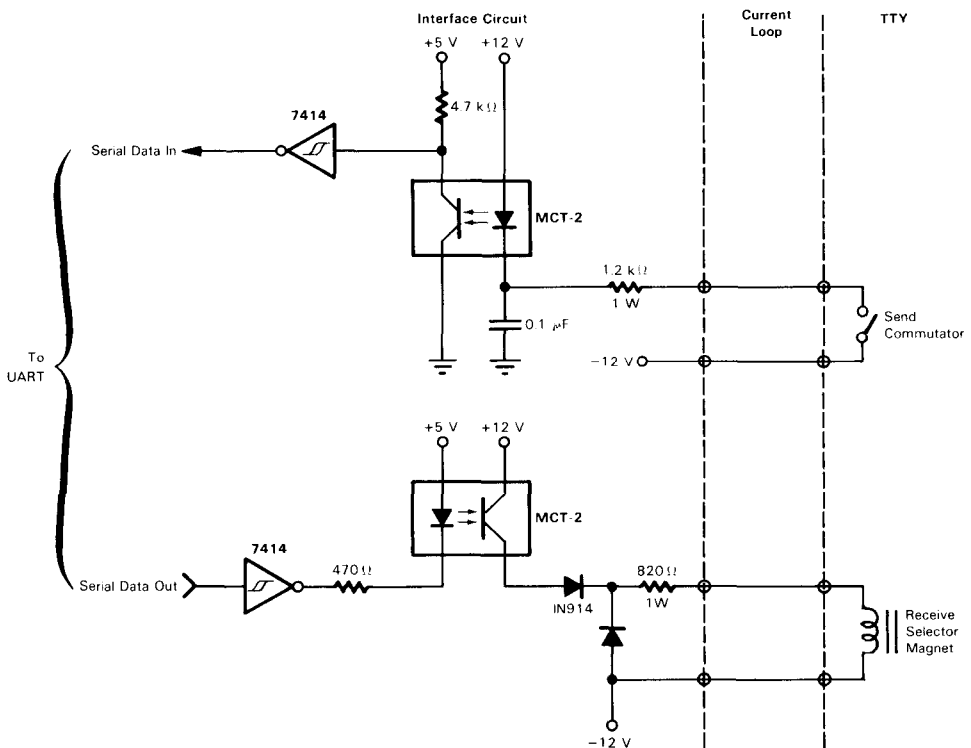 Interface Circuit
Current
Loop
TTY
+5 V
+12 V
4.7 kΩ
7414
Serial Data In
MCT-2
1.2 kΩ
1 W
0.1 μF
Send
Commutator
−12 V
To
UART
+5 V
+12 V
MCT-2
7414
Serial Data Out
470Ω
IN914
820Ω
1W
Receive
Selector
Magnet
−12 V